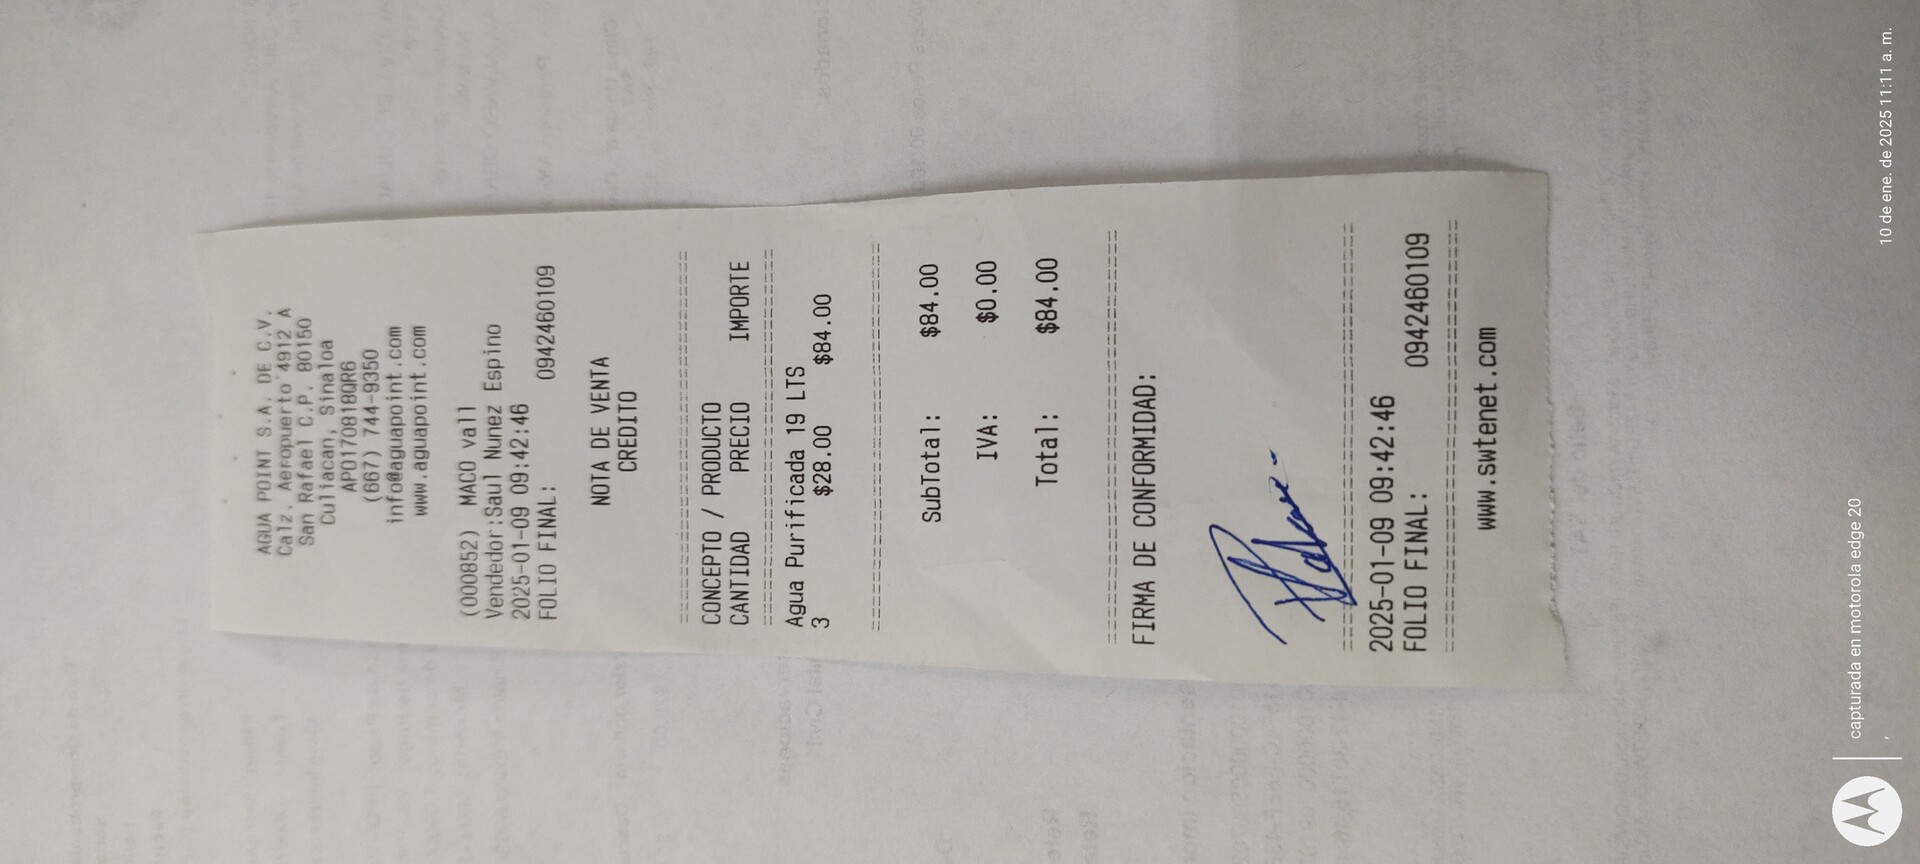 AGUA POINT S.A. DE C.V.
Calz. Aeropuerto 4912 A
San Rafael C.P. 80150
Culiacan, Sinaloa
APO170818QR6
(667) 744-9350
info@aguapoint.com
www.aguapoint.com
(000852) MACO vall
Vendedor:Saul Nunez Espino
2025-01-09 09:42:46
FOLIO FINAL: 0942460109
NOTA DE VENTA
CREDITO
CONCEPTO / PRODUCTO
CANTIDAD PRECIO IMPORTE
Agua Purificada 19 LTS
3 $28.00 $84.00
SubTotal: $84.00
IVA: $0.00
Total: $84.00
FIRMA DE CONFORMIDAD:
2025-01-09 09:42:46
FOLIO FINAL: 0942460109
www.swtenet.com
capturada en motorola edge 20
10 de ene. de 2025 11:11 a. m.